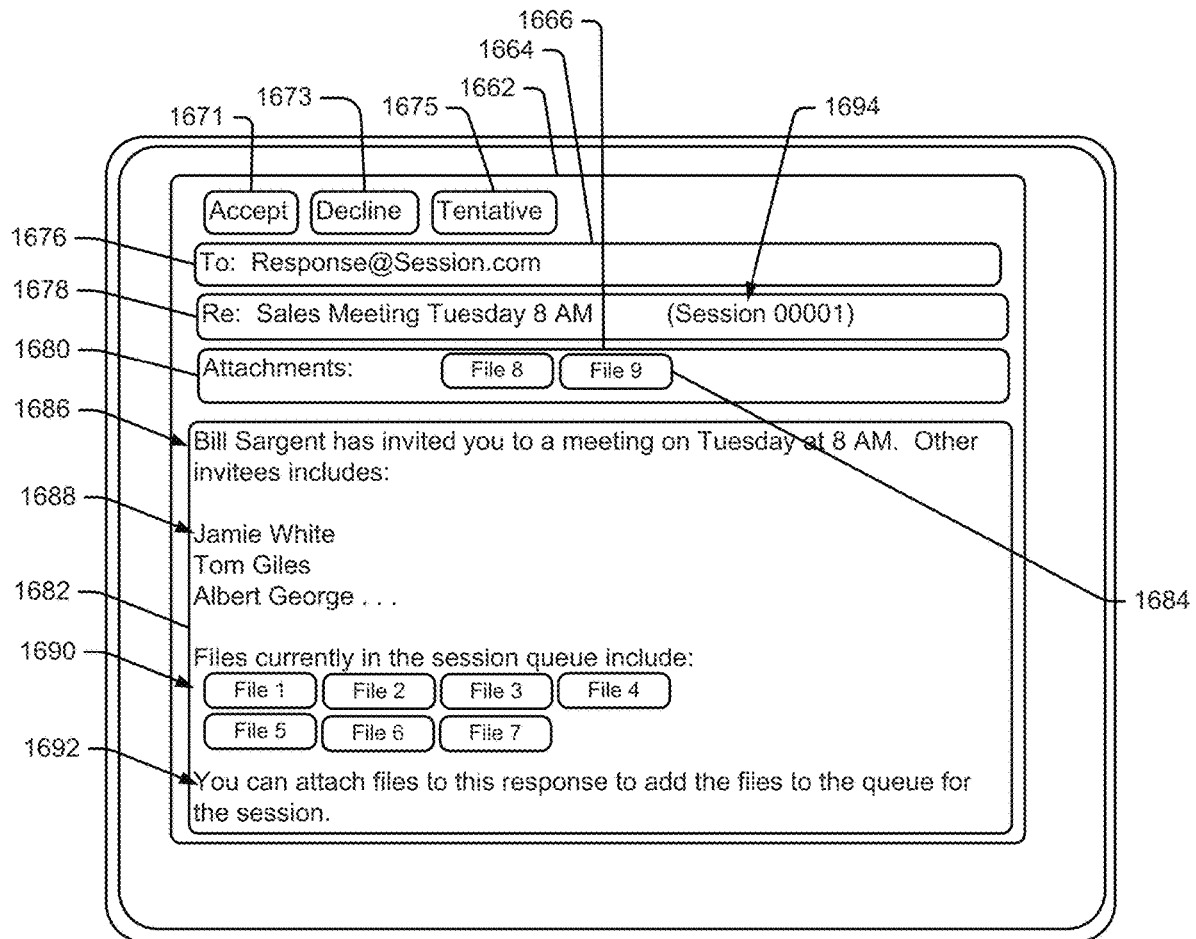 1666
1664
1662
1673
1675
1694
1671
Accept Decline Tentative
1676
To: Response@Session.com
1678
Re: Sales Meeting Tuesday 8 AM (Session 00001)
1680
Attachments: File 8 File 9
1686
Bill Sargent has invited you to a meeting on Tuesday at 8 AM. Other
invitees includes:
1688
Jamie White
Tom Giles
1682
Albert George . . .
1684
1690
Files currently in the session queue include:
File 1 File 2 File 3 File 4
File 5 File 6 File 7
1692
You can attach files to this response to add the files to the queue for
the session.